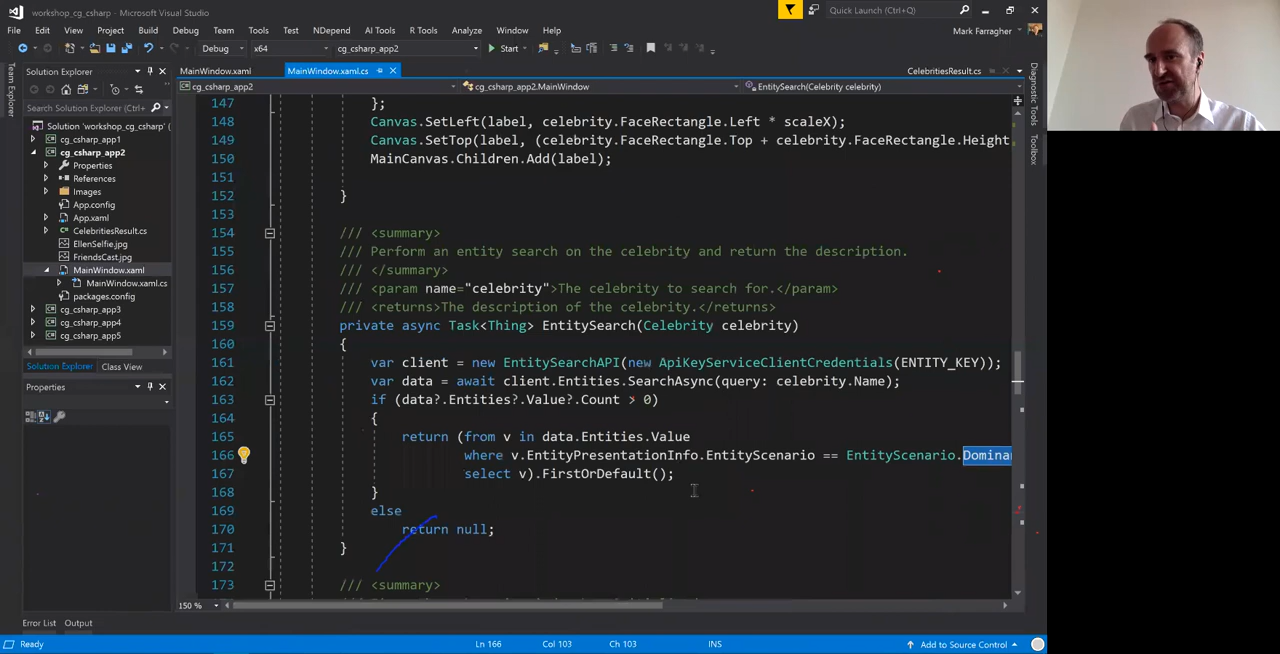 workshop_cg_csharp - Microsoft Visual Studio
Quick Launch (Ctrl+Q)
File Edit View Project Build Debug Team Tools Test NDepend AI Tools R Tools Analyze Window Help
Mark Farragher
Debug x64 cg_csharp_app2 Start
Team Explorer
Solution Explorer
MainWindow.xaml MainWindow.xaml.cs CelebritiesResult.cs
cg_csharp_app2 cg_csharp_app2.MainWindow EntitySearch(Celebrity celebrity)
Search Solution Explorer (Ctrl+
Solution 'workshop_cg_csharp' (
cg_csharp_app1
cg_csharp_app2
Properties
References
Images
App.config
App.xaml
CelebritiesResult.cs
EllenSelfie.jpg
FriendsCast.jpg
MainWindow.xaml
MainWindow.xaml.cs
packages.config
cg_csharp_app3
cg_csharp_app4
cg_csharp_app5
Solution Explorer Class View
Properties
147 };
148 Canvas.SetLeft(label, celebrity.FaceRectangle.Left * scaleX);
149 Canvas.SetTop(label, (celebrity.FaceRectangle.Top + celebrity.FaceRectangle.Height
150 MainCanvas.Children.Add(label);
151
152 }
153
154 /// <summary>
155 /// Perform an entity search on the celebrity and return the description.
156 /// </summary>
157 /// <param name="celebrity">The celebrity to search for.</param>
158 /// <returns>The description of the celebrity.</returns>
159 private async Task<Thing> EntitySearch(Celebrity celebrity)
160 {
161 var client = new EntitySearchAPI(new ApiKeyServiceClientCredentials(ENTITY_KEY));
162 var data = await client.Entities.SearchAsync(query: celebrity.Name);
163 if (data?.Entities?.Value?.Count > 0)
164 {
165 return (from v in data.Entities.Value
166 where v.EntityPresentationInfo.EntityScenario == EntityScenario.Dominan
167 select v).FirstOrDefault();
168 }
169 else
170 return null;
171 }
172
173 /// <summary>
150 %
Diagnostic Tools
Toolbox
Error List Output
Ready Ln 166 Col 103 Ch 103 INS Add to Source Control